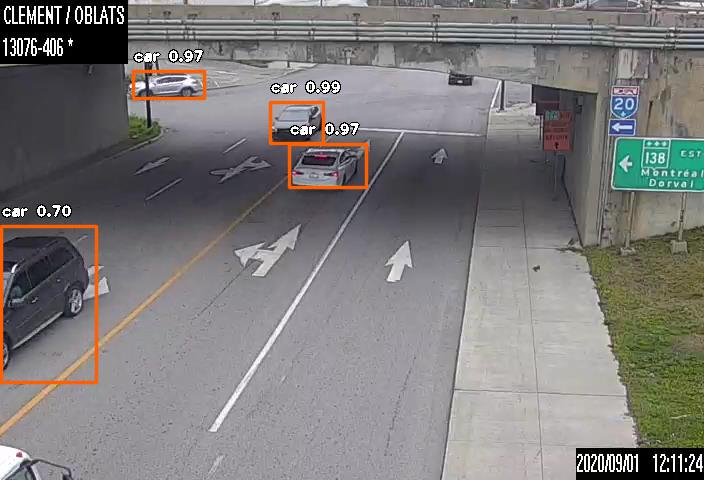 CLEMENT / OBLATS
13076-406 *
car 0.97
car 0.99
car 0.97
car 0.70
20
138 EST
Montréal
Dorval
2020/09/01 12:11:24